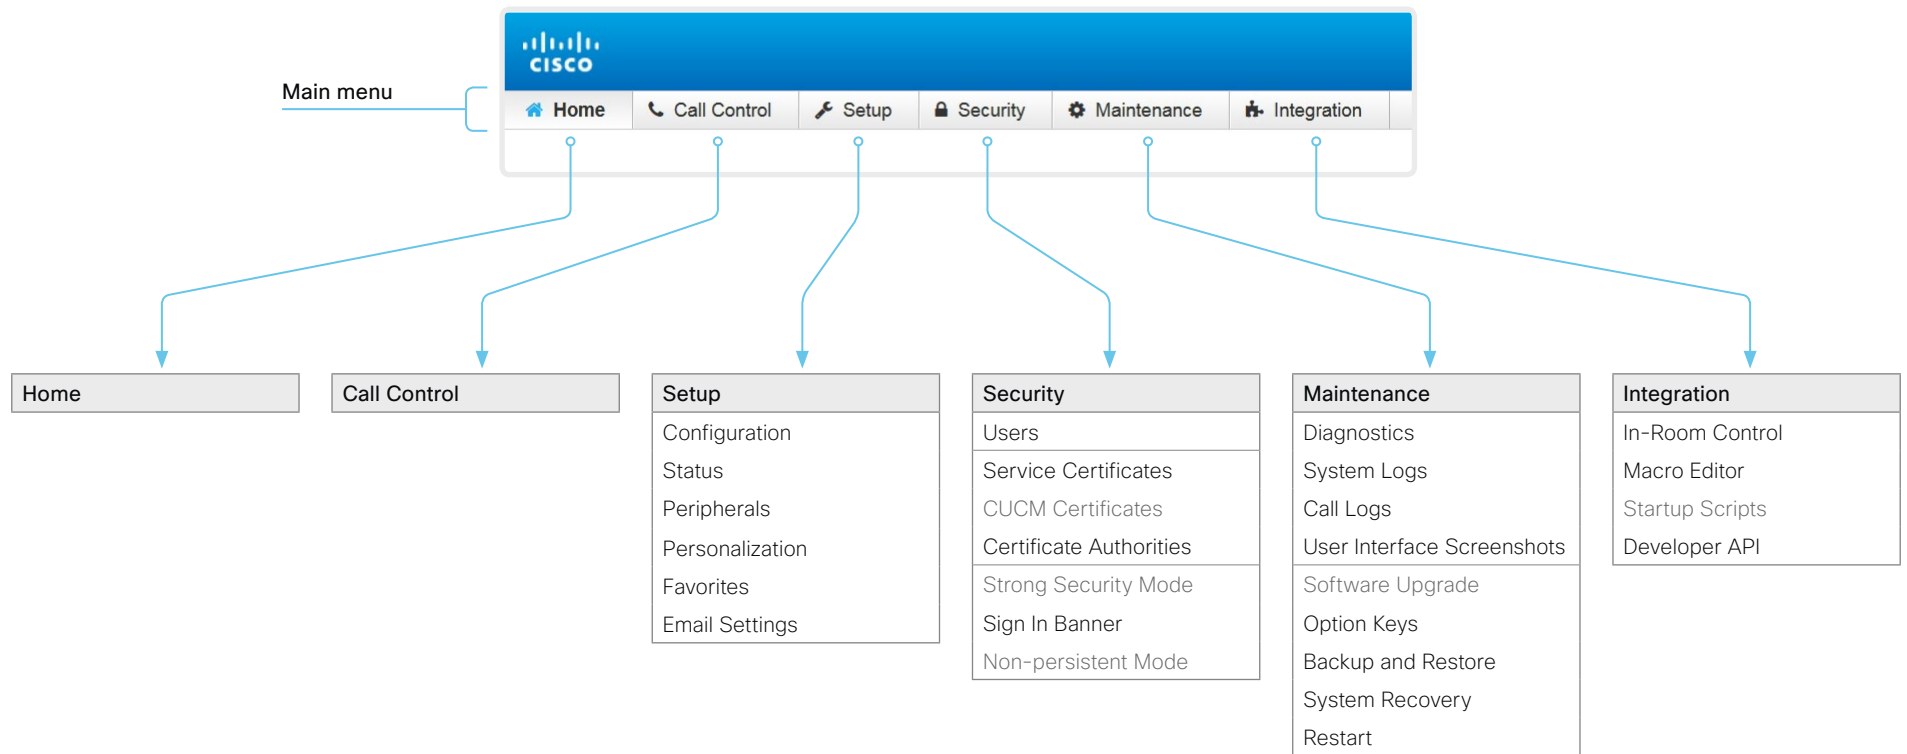 CISCO
Main menu
Home Call Control Setup Security Maintenance Integration
Home
Call Control
Setup
Configuration
Status
Peripherals
Personalization
Favorites
Email Settings
Security
Users
Service Certificates
CUCM Certificates
Certificate Authorities
Strong Security Mode
Sign In Banner
Non-persistent Mode
Maintenance
Diagnostics
System Logs
Call Logs
User Interface Screenshots
Software Upgrade
Option Keys
Backup and Restore
System Recovery
Restart
Integration
In-Room Control
Macro Editor
Startup Scripts
Developer API